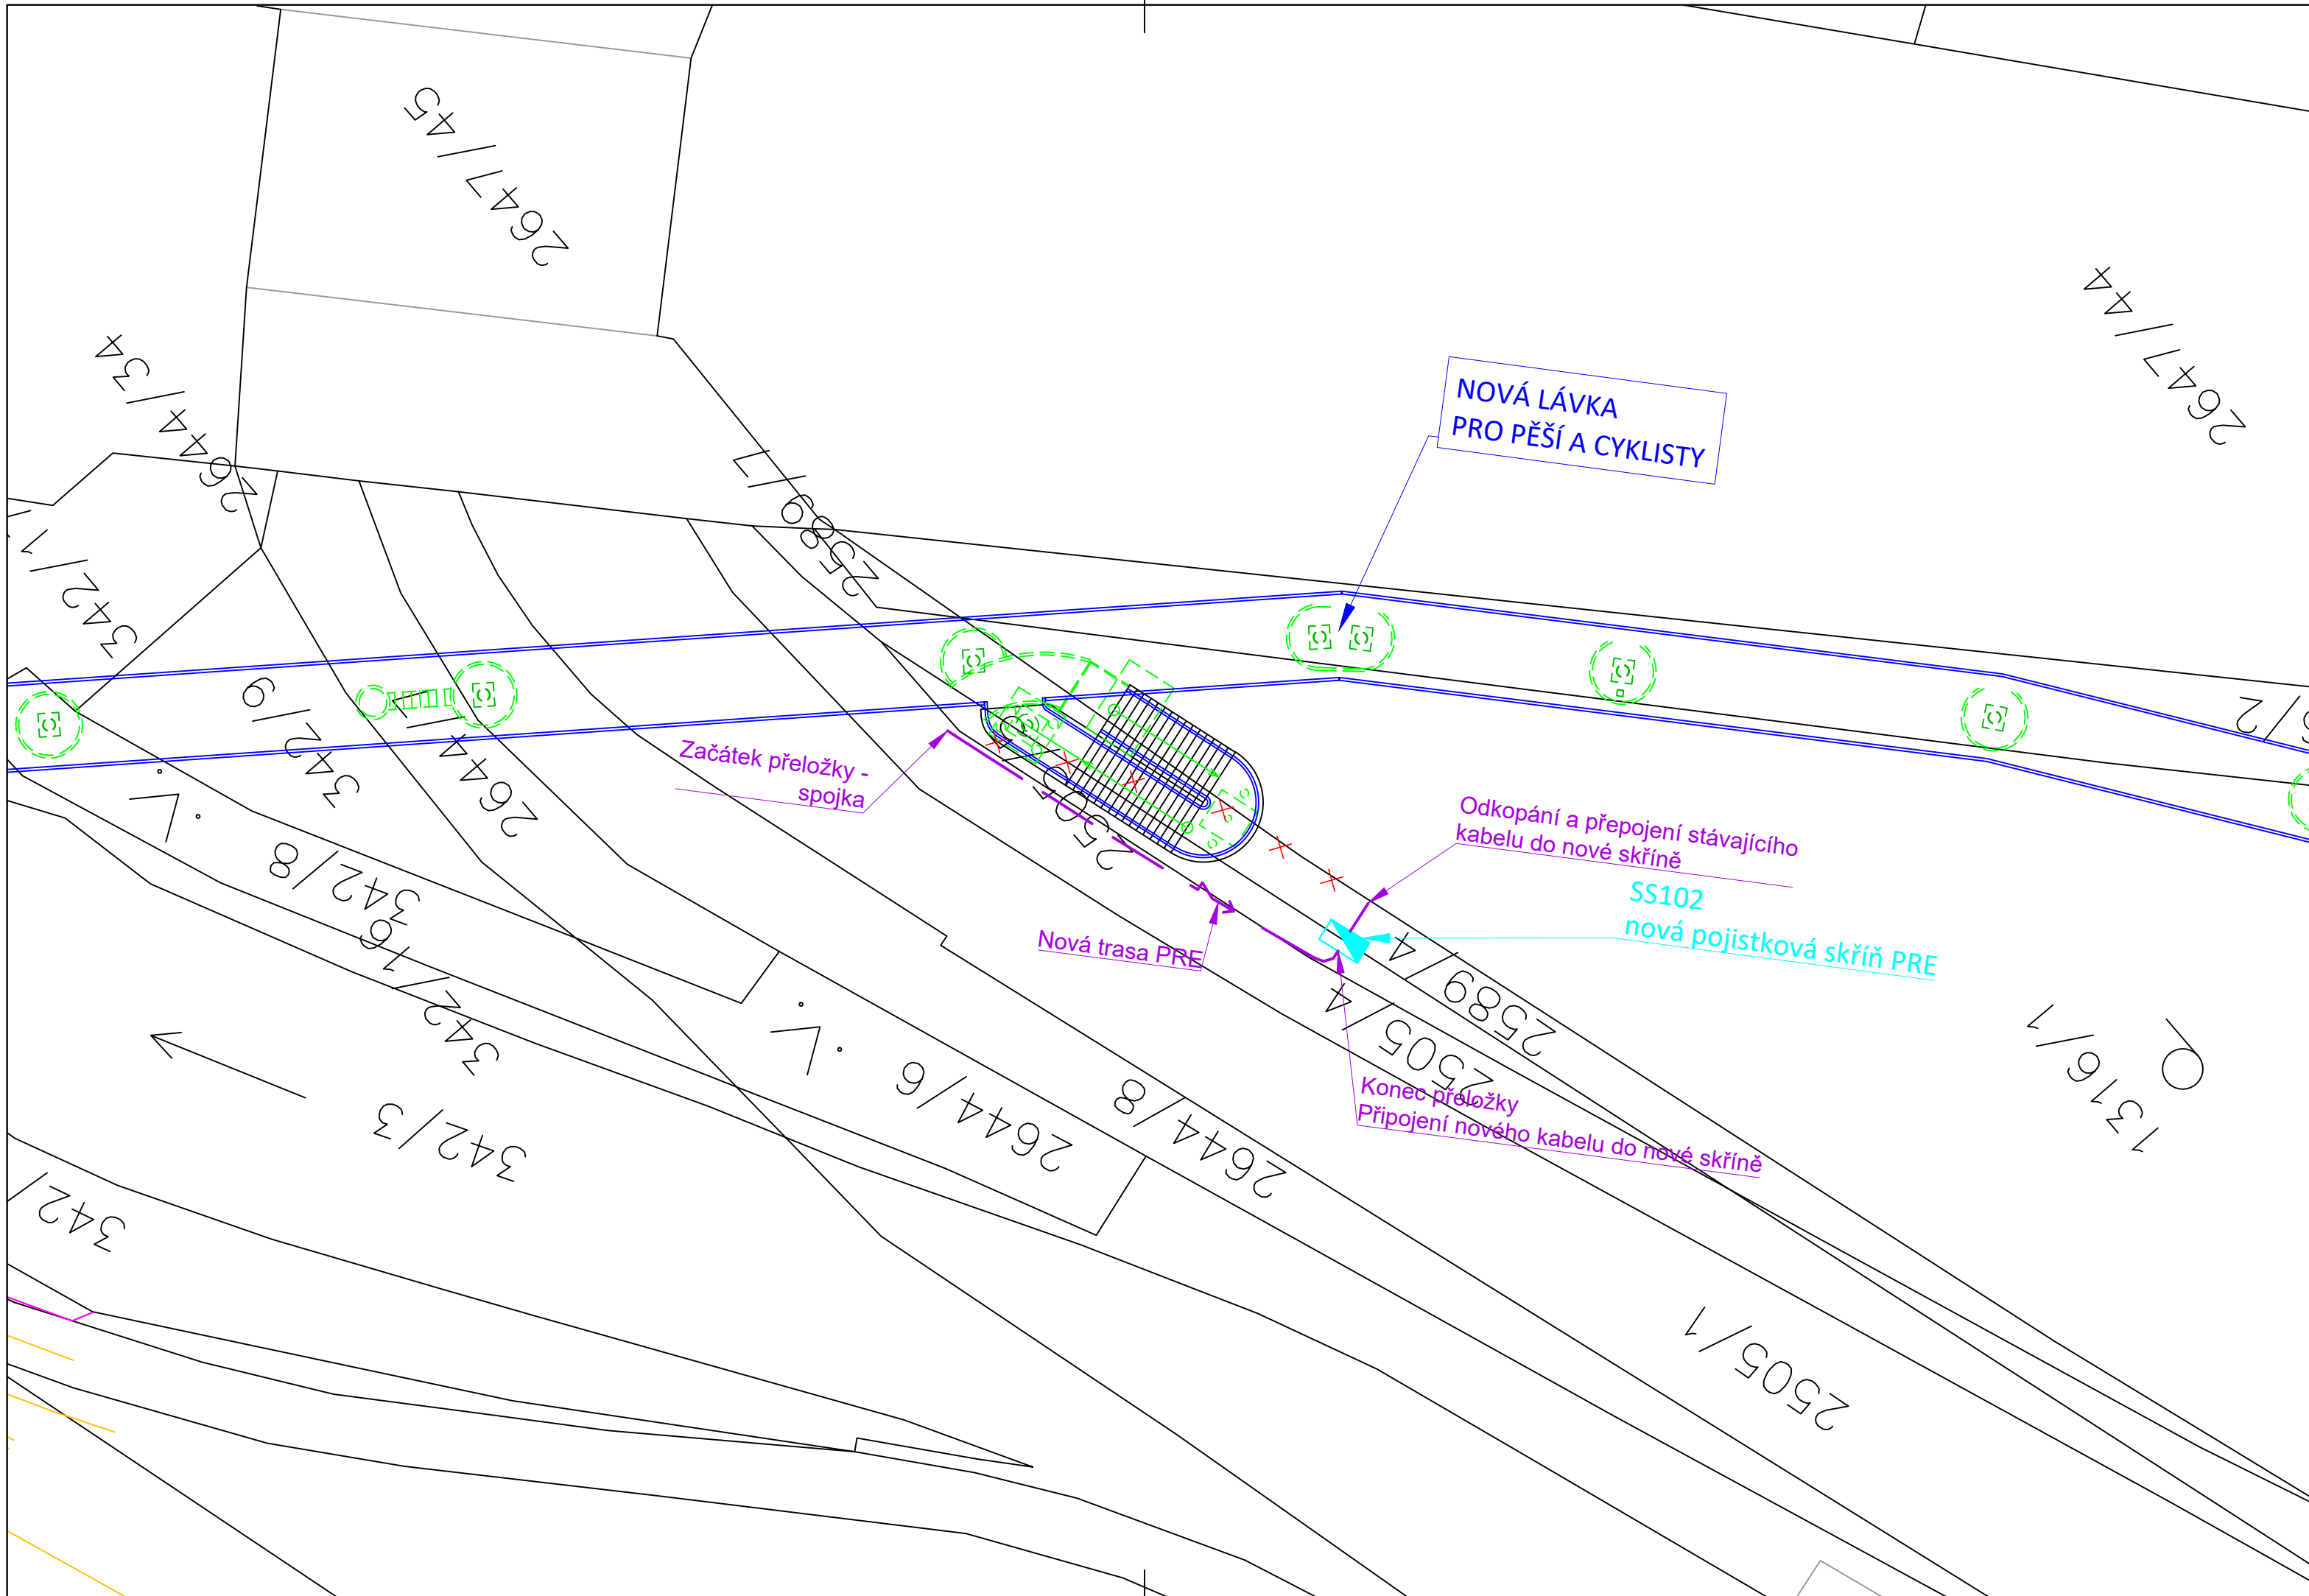 2647/45
2644/34
342/1
2589/7
NOVÁ LÁVKA
PRO PĚŠÍ A CYKLISTY
2647/44
342/9
2644/7
Začátek přeložky -
spojka
342/8
342/16
Odkopání a přepojení stávajícího
kabelu do nové skříně
SS102
nová pojistková skříň PRE
Nová trasa PRE
2589/4
2505/4
Konec přeložky
Připojení nového kabelu do nové skříně
1316/1
342/3
2644/6
2644/8
342/
2505/1